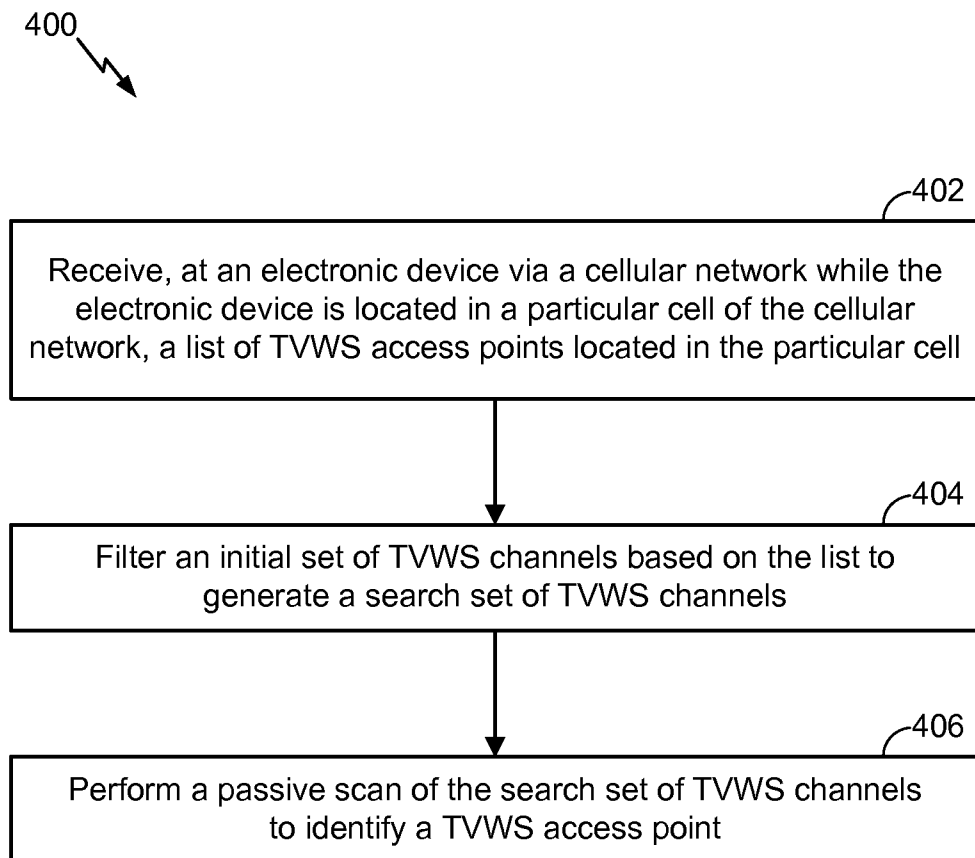 400
402
Receive, at an electronic device via a cellular network while the
electronic device is located in a particular cell of the cellular
network, a list of TVWS access points located in the particular cell
404
Filter an initial set of TVWS channels based on the list to
generate a search set of TVWS channels
406
Perform a passive scan of the search set of TVWS channels
to identify a TVWS access point